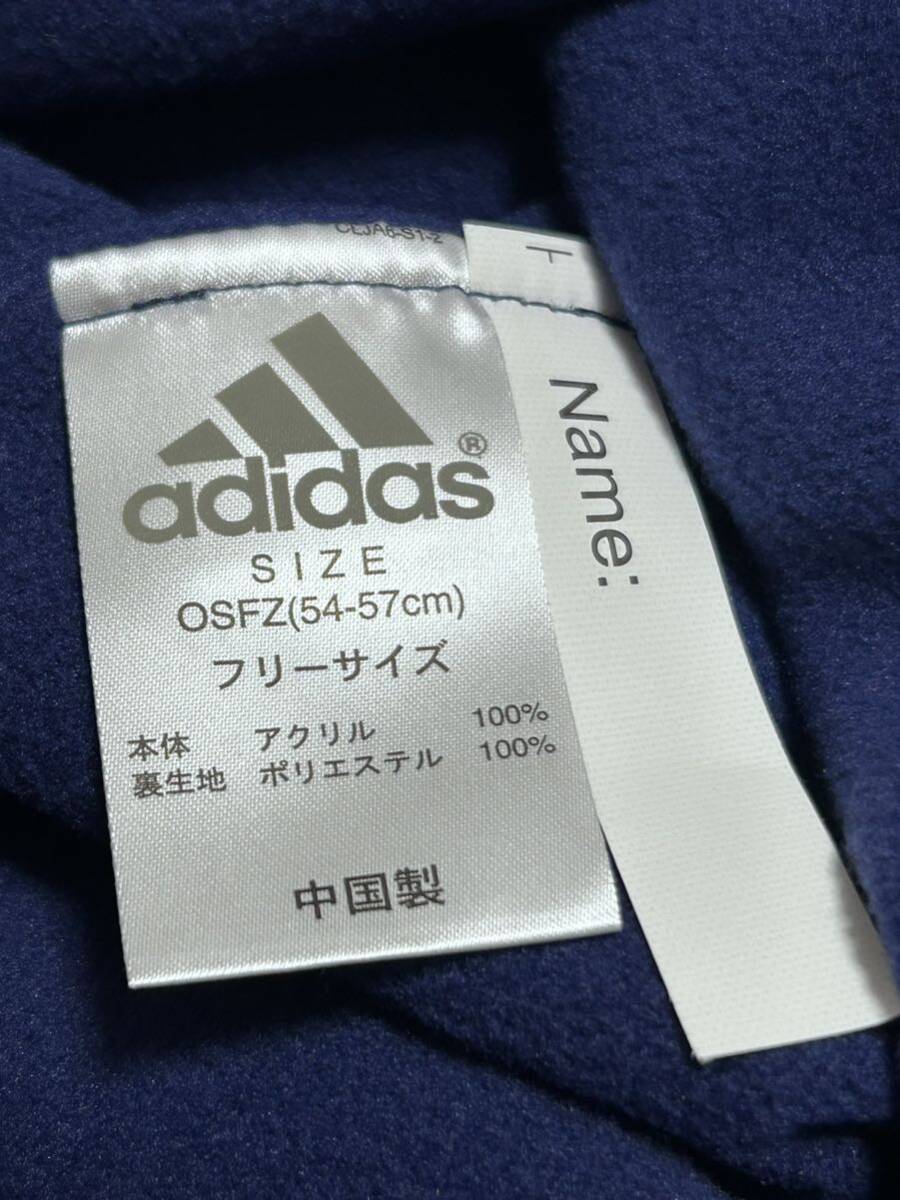 adidas®
SIZE
OSFZ(54-57cm)
フリーサイズ
本体 アクリル 100%
裏生地 ポリエステル 100%
中国製
Name: